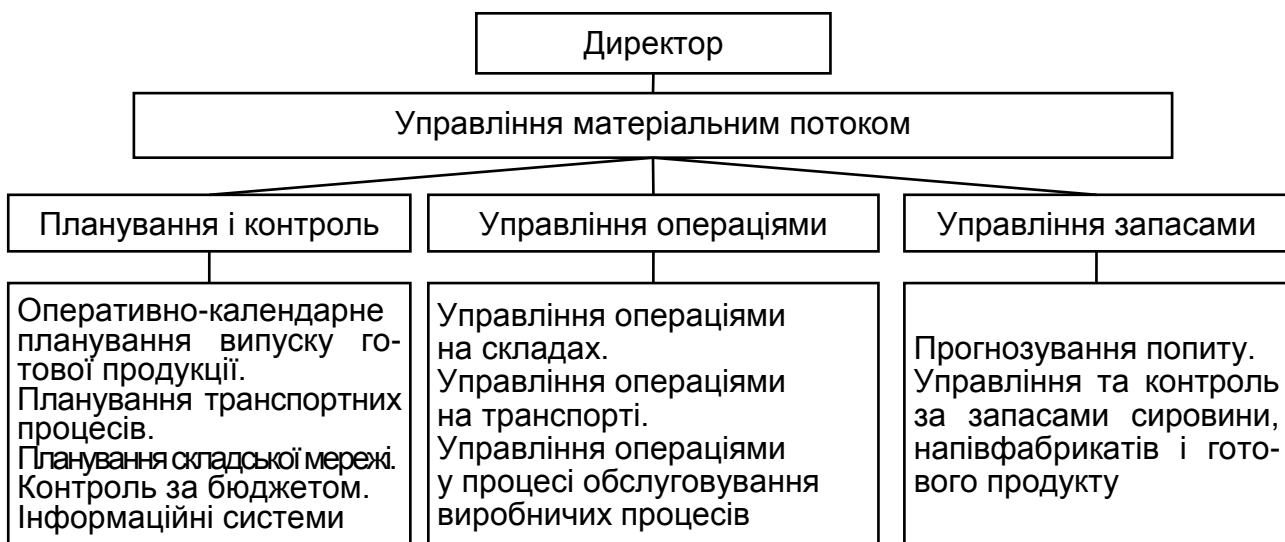 Директор
Управління матеріальним потоком
Планування і контроль
Управління операціями
Управління запасами
Оперативно-календарне
планування випуску го-
тової продукції.
Планування транспортних
процесів.
Планування складської мережі.
Контроль за бюджетом.
Інформаційні системи
Управління операціями
на складах.
Управління операціями
на транспорті.
Управління операціями
у процесі обслуговування
виробничих процесів
Прогнозування попиту.
Управління та контроль
за запасами сировини,
напівфабрикатів і гото-
вого продукту